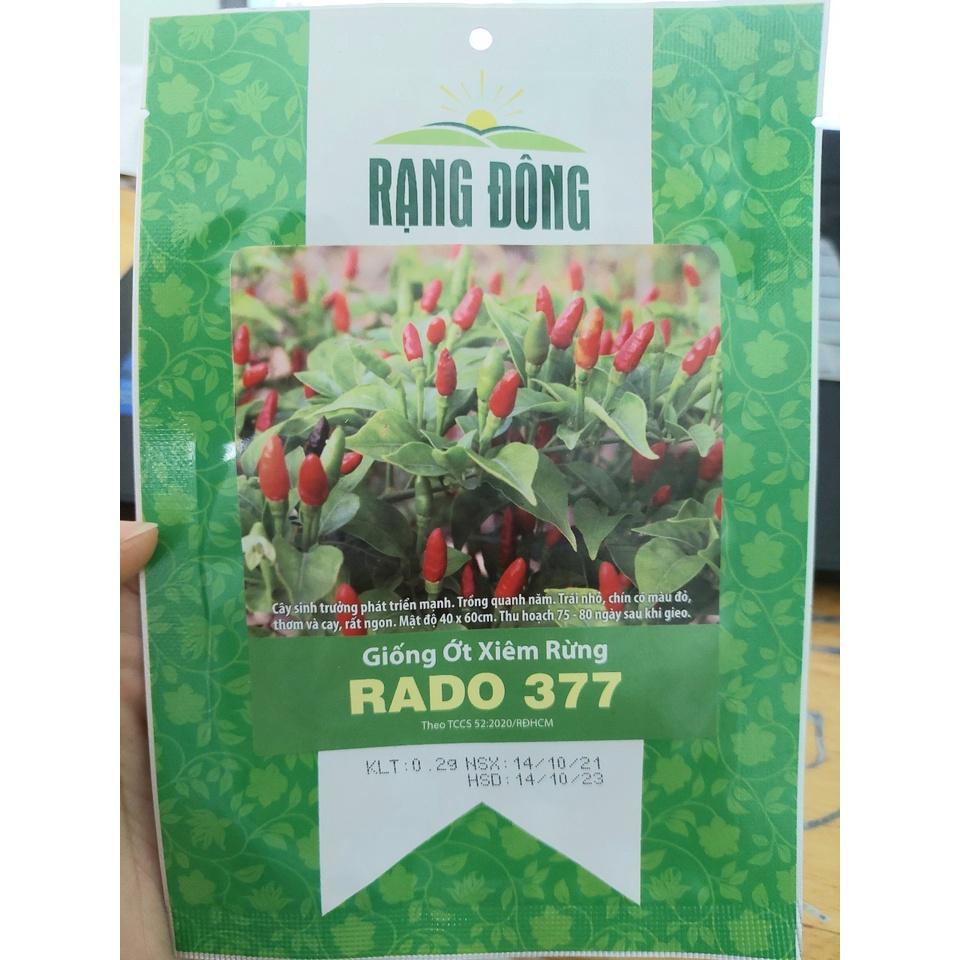 RẠNG ĐÔNG
Cây sinh trưởng phát triển mạnh. Trồng quanh năm. Trái nhỏ, chín có màu đỏ,
thơm và cay, rất ngon. Mật độ 40 x 60cm. Thu hoạch 75 - 80 ngày sau khi gieo.
Giống Ớt Xiêm Rừng
RADO 377
Theo TCCS 52:2020/RĐHCM
KLT:0.2g NSX:14/10/21
HSD:14/10/23